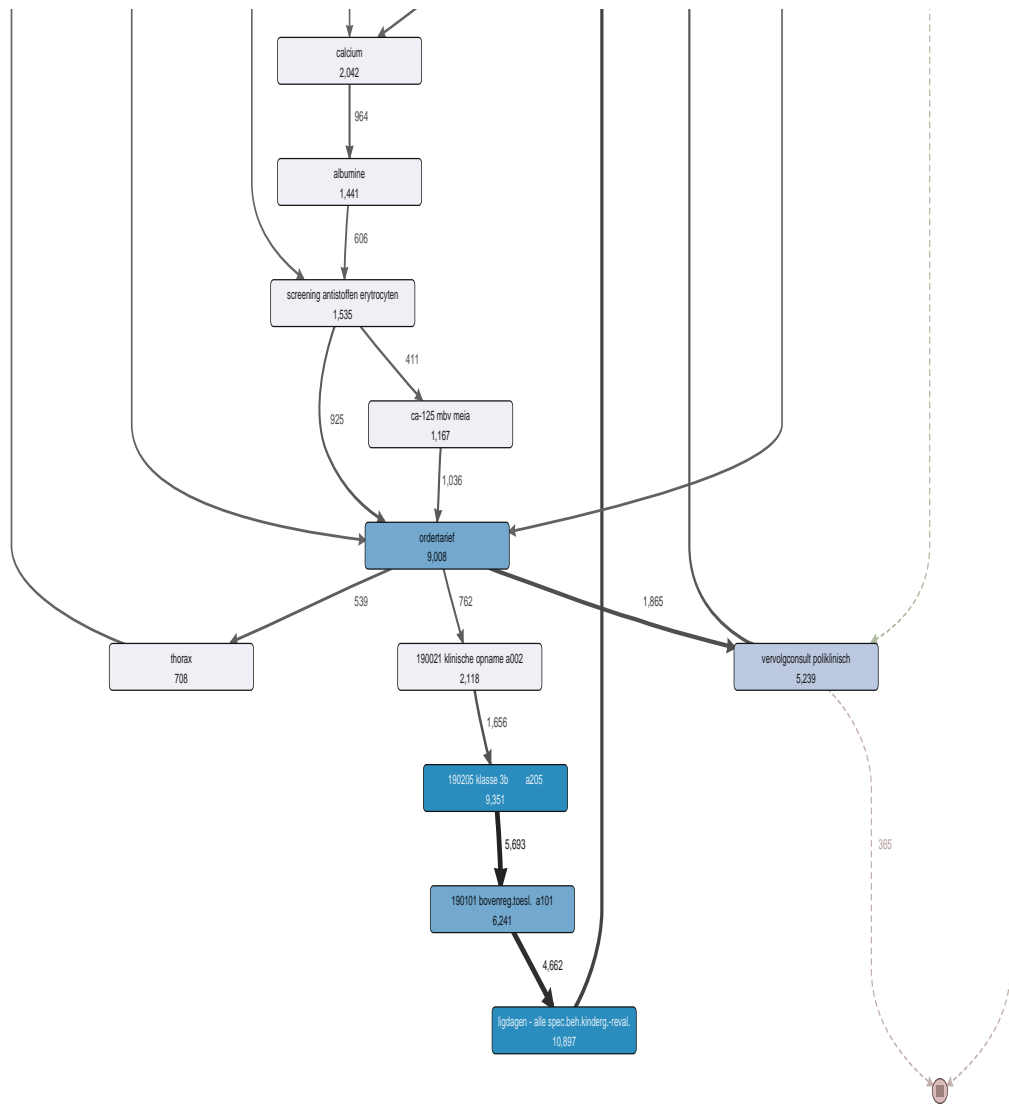 calcium
2,042
964
albumine
1,441
606
screening antistoffen erytrocyten
1,535
411
925
ca-125 mbv meia
1,167
1,036
ordertarief
9,008
539
762
1,865
thorax
708
190021 klinische opname a002
2,118
vervolgconsult poliklinisch
5,239
1,656
190205 klasse 3b a205
9,351
5,693
365
190101 bovenreg.toesl. a101
6,241
4,662
ligdagen - alle spec.beh.kinderg.-reval.
10,897